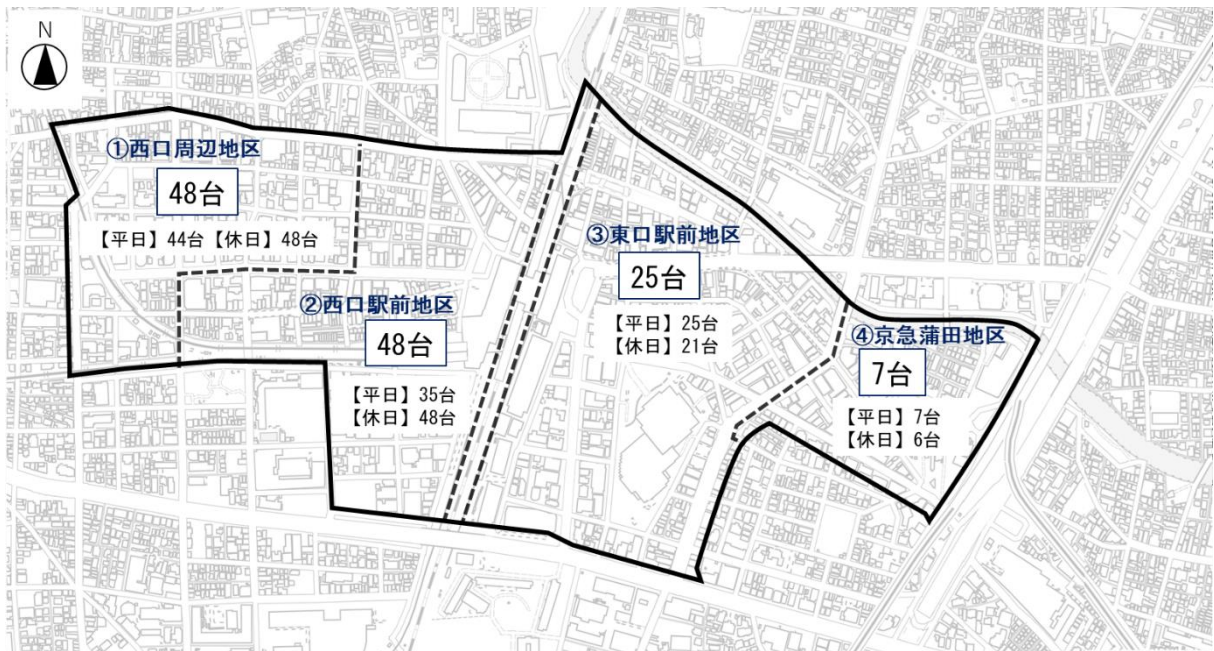 N
①西口周辺地区
48台
【平日】44台【休日】48台
②西口駅前地区
48台
【平日】35台
【休日】48台
③東口駅前地区
25台
【平日】25台
【休日】21台
④京急蒲田地区
7台
【平日】7台
【休日】6台